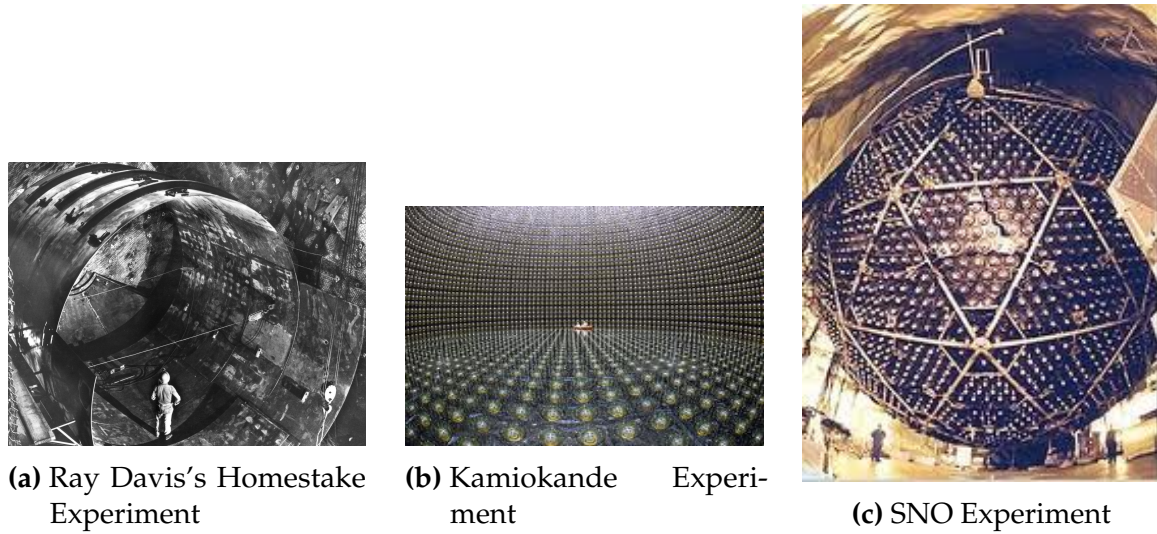 (a) Ray Davis's Homestake
Experiment
(b) Kamiokande Experi-
ment
(c) SNO Experiment